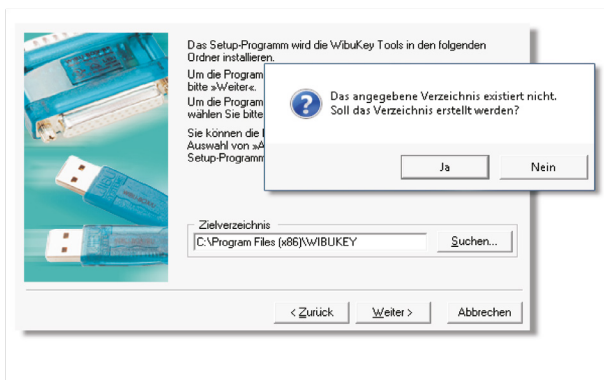 Das Setup-Programm wird die WibuKey Tools in den folgenden
Ordner installieren.
Um die Program
bitte »Weiter«.
Um die Program
wählen Sie bitte
Sie können die
Auswahl von »A
Setup-Programm
Das angegebene Verzeichnis existiert nicht.
Soll das Verzeichnis erstellt werden?
Ja Nein
Zielverzeichnis
C:\Program Files (x86)\WIBUKEY Suchen...
< Zurück Weiter > Abbrechen